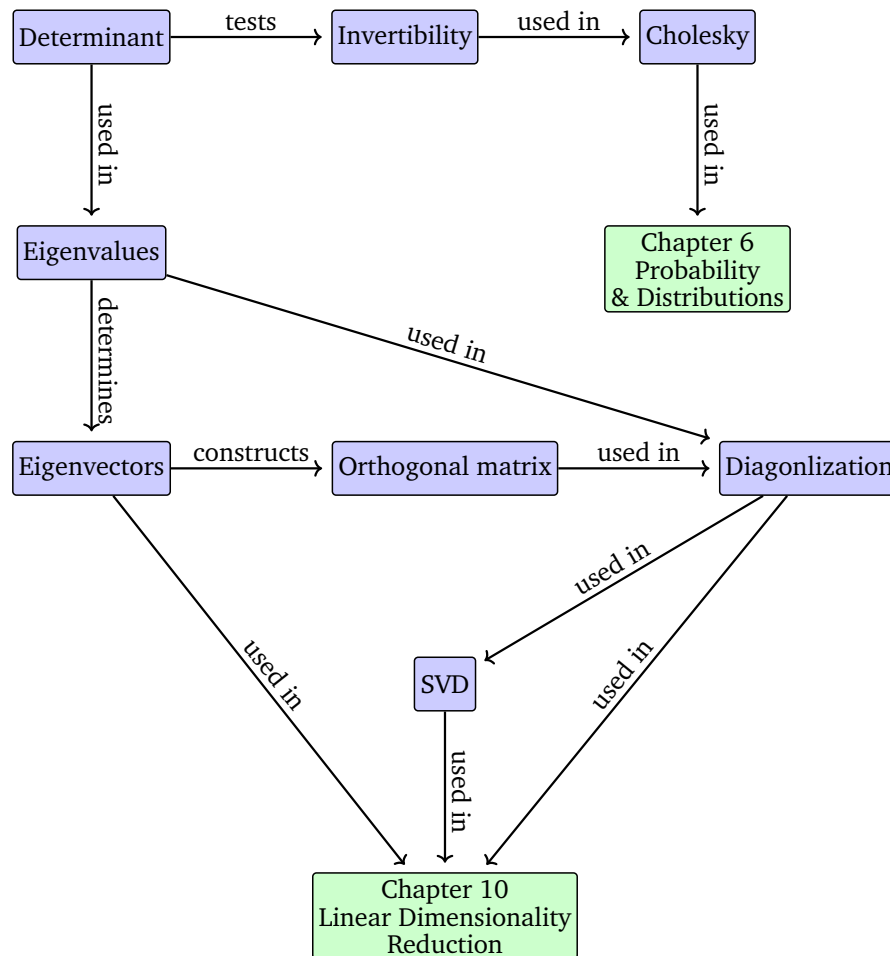 Determinant
tests
Invertibility
used in
Cholesky
used in
used in
Eigenvalues
Chapter 6
Probability
& Distributions
determines
used in
Eigenvectors
constructs
Orthogonal matrix
used in
Diagonlization
used in
used in
used in
SVD
used in
Chapter 10
Linear Dimensionality
Reduction